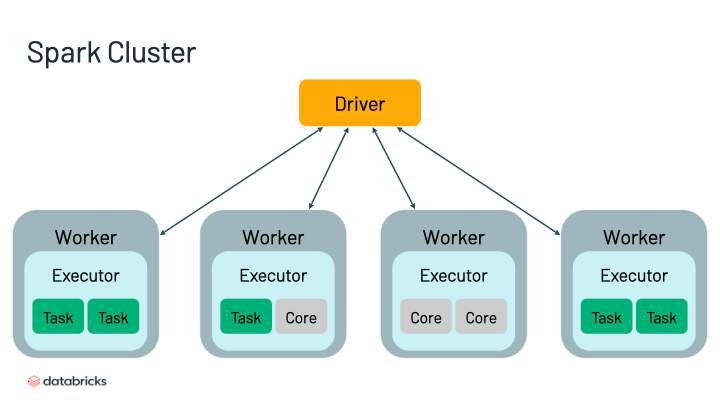 Spark Cluster
Driver
Worker
Executor
Task Task
Worker
Executor
Task Core
Worker
Executor
Core Core
Worker
Executor
Task Task
databricks